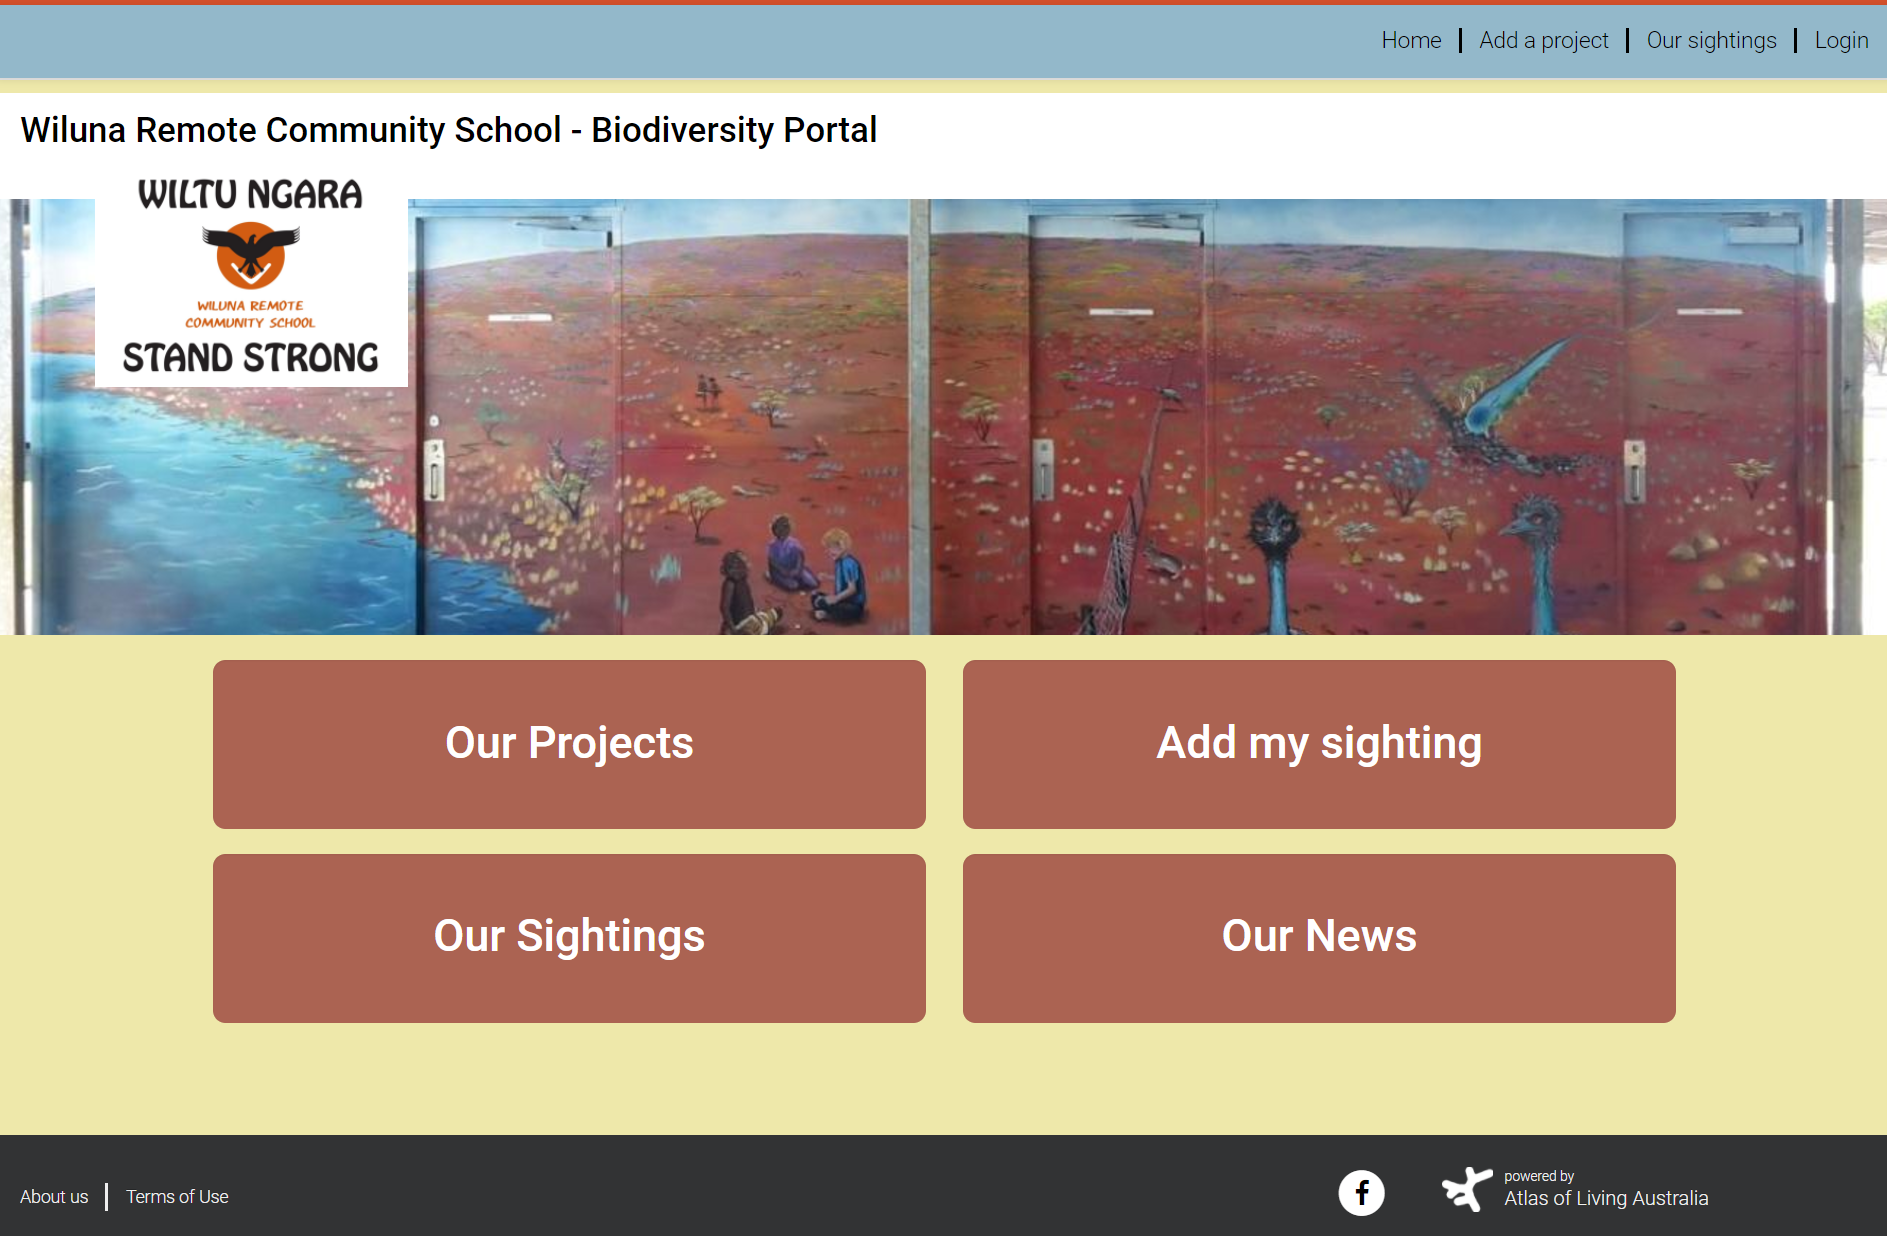 Home
Add a project
Our sightings
Login
Wiluna Remote Community School - Biodiversity Portal
WILTU NGARA
WILUNA REMOTE
COMMUNITY SCHOOL
STAND STRONG
Our Projects
Add my sighting
Our Sightings
Our News
About us
Terms of Use
powered by
Atlas of Living Australia